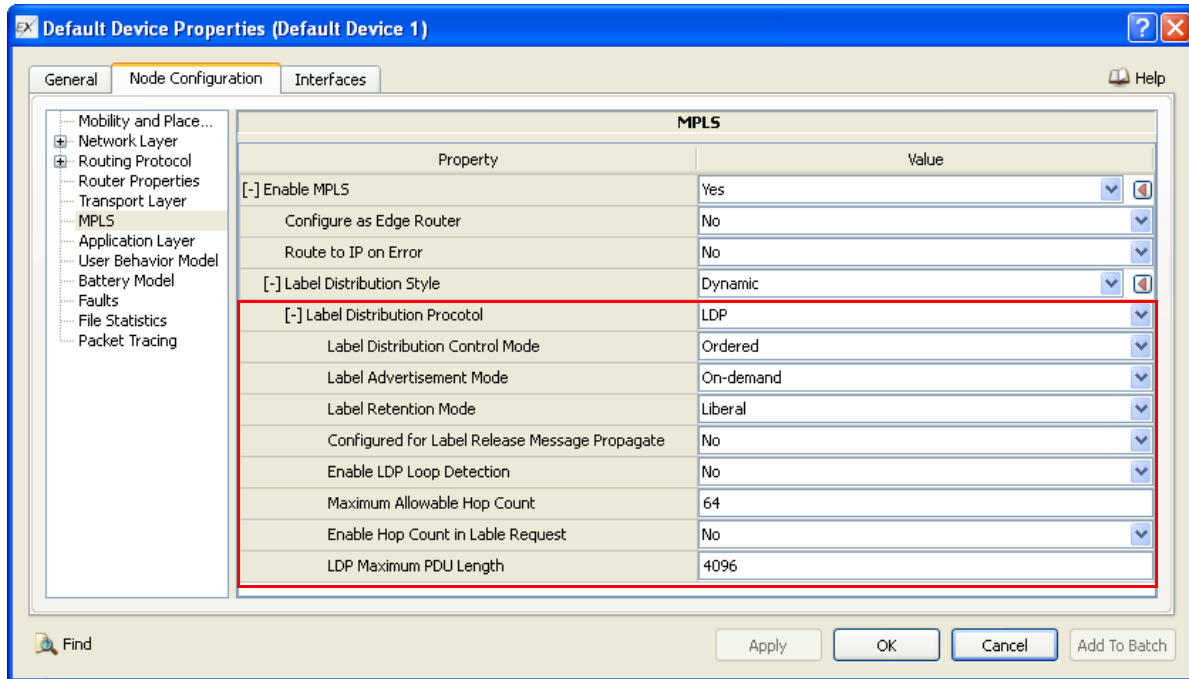 EX Default Device Properties (Default Device 1)
General Node Configuration Interfaces Help
Mobility and Place...
Network Layer
Routing Protocol
Router Properties
Transport Layer
MPLS
Application Layer
User Behavior Model
Battery Model
Faults
File Statistics
Packet Tracing
MPLS
Property Value
[-] Enable MPLS Yes
Configure as Edge Router No
Route to IP on Error No
[-] Label Distribution Style Dynamic
[-] Label Distribution Procotol LDP
Label Distribution Control Mode Ordered
Label Advertisement Mode On-demand
Label Retention Mode Liberal
Configured for Label Release Message Propagate No
Enable LDP Loop Detection No
Maximum Allowable Hop Count 64
Enable Hop Count in Lable Request No
LDP Maximum PDU Length 4096
Find Apply OK Cancel Add To Batch